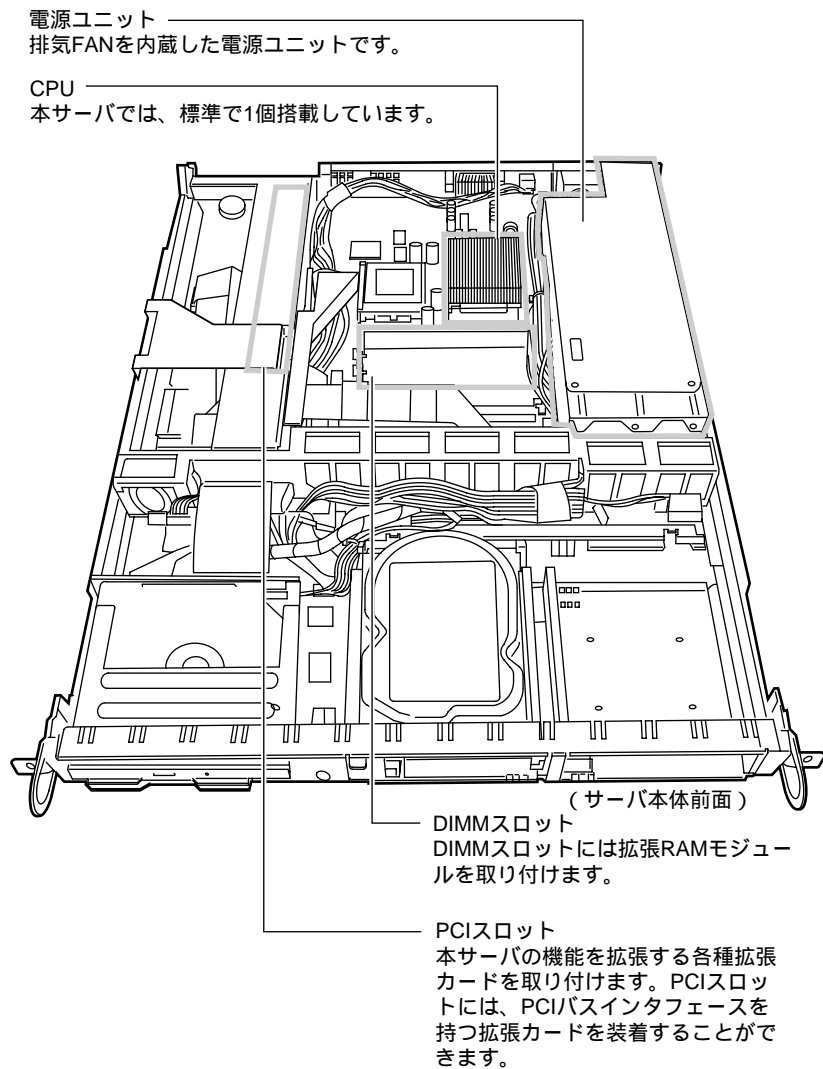 電源ユニット
排気FANを内蔵した電源ユニットです。
CPU
本サーバでは、標準で1個搭載しています。
(サーバ本体前面)
DIMMスロット
DIMMスロットには拡張RAMモジュー
ルを取り付けます。
PCIスロット
本サーバの機能を拡張する各種拡張
カードを取り付けます。PCIスロッ
トには、PCIバスインタフェースを
持つ拡張カードを装着することがで
きます。